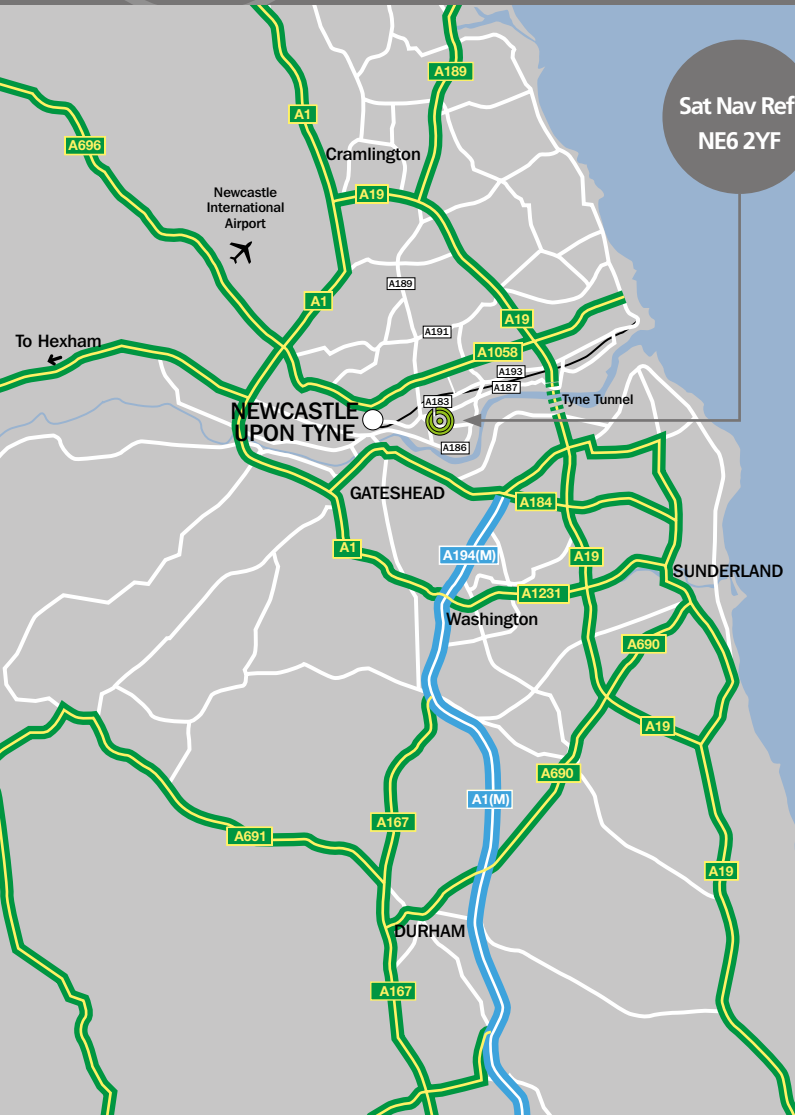 A189
Sat Nav Ref
NE6 2YF
A1
A696
Cramlington
A19
Newcastle
International
Airport
A189
A1
A19
A191
To Hexham
A1058
A193
A187
Tyne Tunnel
A183
NEWCASTLE
UPON TYNE
A186
GATESHEAD
A184
A1
A194(M)
A19
SUNDERLAND
A1231
Washington
A690
A19
A690
A1(M)
A167
A691
A19
DURHAM
A167